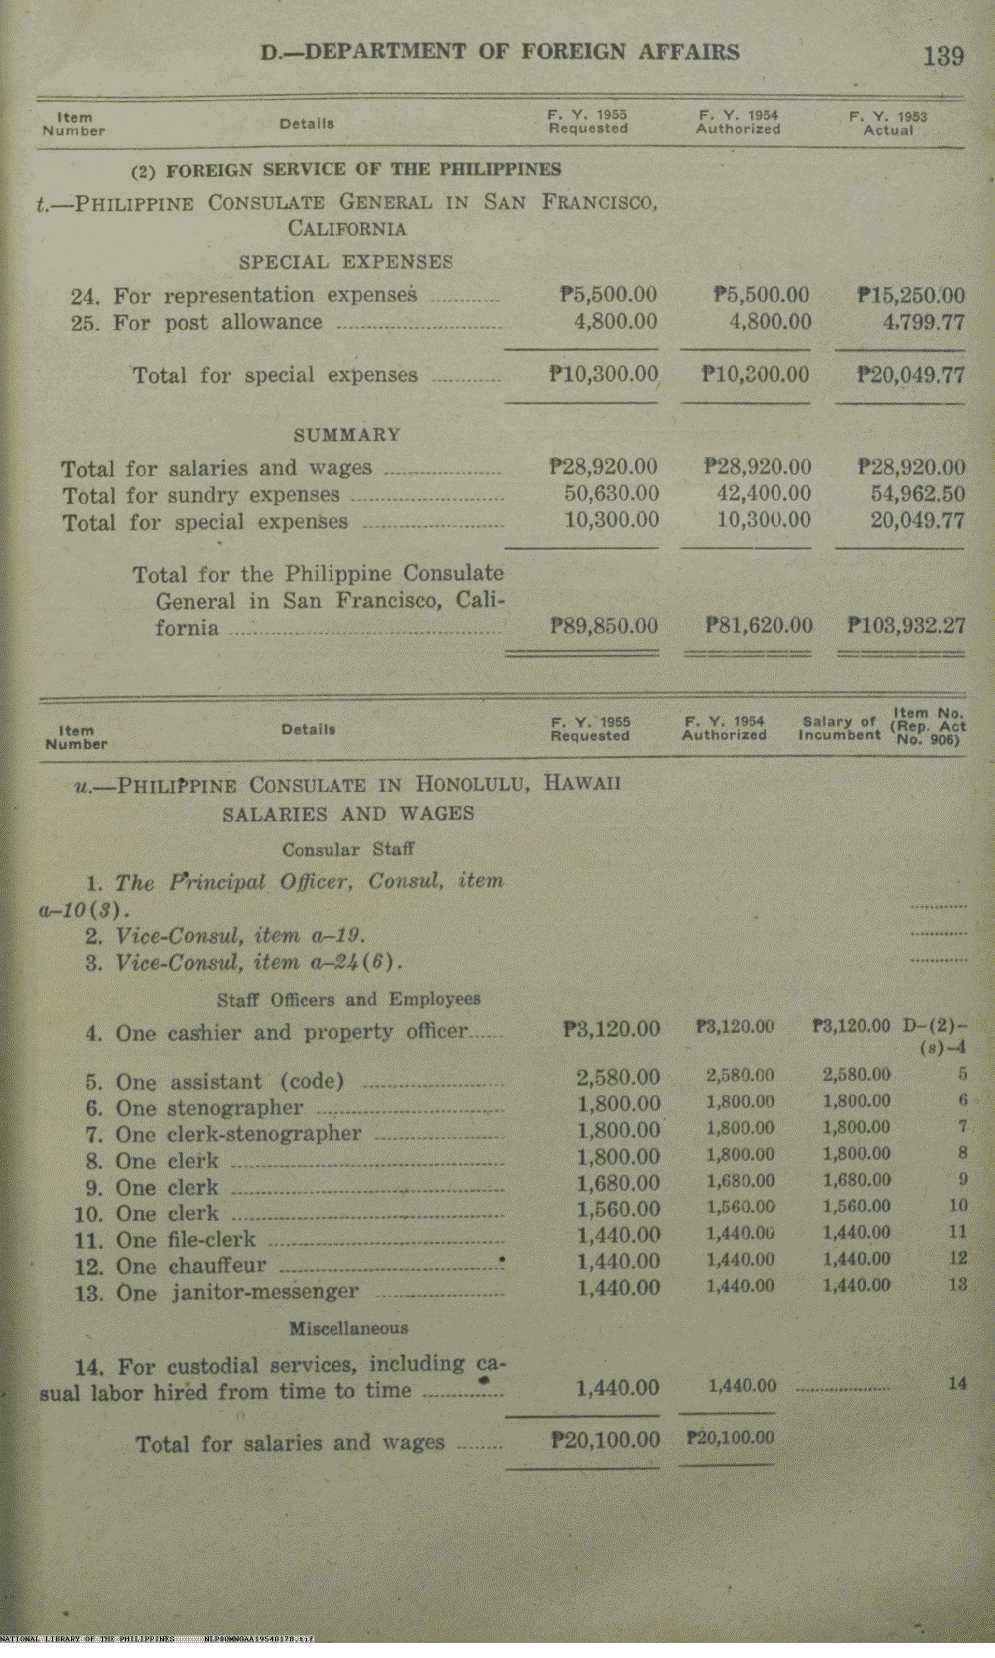 D.—DEPARTMENT OF FOREIGN AFFAIRS 139
Item Number Details F. Y. 1955 Requested F. Y. 1954 Authorized F. Y. 1953 Actual
(2) FOREIGN SERVICE OF THE PHILIPPINES
t.—PHILIPPINE CONSULATE GENERAL IN SAN FRANCISCO,
CALIFORNIA
SPECIAL EXPENSES
24. For representation expenses ............ ₱5,500.00 ₱5,500.00 ₱15,250.00
25. For post allowance ............ 4,800.00 4,800.00 4,799.77
Total for special expenses ............ ₱10,300.00 ₱10,300.00 ₱20,049.77
SUMMARY
Total for salaries and wages ............ ₱28,920.00 ₱28,920.00 ₱28,920.00
Total for sundry expenses ............ 50,630.00 42,400.00 54,962.50
Total for special expenses ............ 10,300.00 10,300.00 20,049.77
Total for the Philippine Consulate
General in San Francisco, Cali-
fornia ............ ₱89,850.00 ₱81,620.00 ₱103,932.27
Item Number Details F. Y. 1955 Requested F. Y. 1954 Authorized Salary of Incumbent Item No. (Rep. Act No. 906)
u.—PHILIPPINE CONSULATE IN HONOLULU, HAWAII
SALARIES AND WAGES
Consular Staff
1. The Principal Officer, Consul, item
a–10(3). ............
2. Vice-Consul, item a–19. ............
3. Vice-Consul, item a–24(6). ............
Staff Officers and Employees
4. One cashier and property officer...... ₱3,120.00 ₱3,120.00 ₱3,120.00 D–(2)–
(s)–4
5. One assistant (code) ............ 2,580.00 2,580.00 2,580.00 5
6. One stenographer ............ 1,800.00 1,800.00 1,800.00 6
7. One clerk-stenographer ............ 1,800.00 1,800.00 1,800.00 7
8. One clerk ............ 1,800.00 1,800.00 1,800.00 8
9. One clerk ............ 1,680.00 1,680.00 1,680.00 9
10. One clerk ............ 1,560.00 1,560.00 1,560.00 10
11. One file-clerk ............ 1,440.00 1,440.00 1,440.00 11
12. One chauffeur ............ 1,440.00 1,440.00 1,440.00 12
13. One janitor-messenger ............ 1,440.00 1,440.00 1,440.00 13
Miscellaneous
14. For custodial services, including ca-
sual labor hired from time to time ............ 1,440.00 1,440.00 ............ 14
Total for salaries and wages ........ ₱20,100.00 ₱20,100.00
NATIONAL LIBRARY OF THE PHILIPPINES NLP00MNOAA19540178.tif